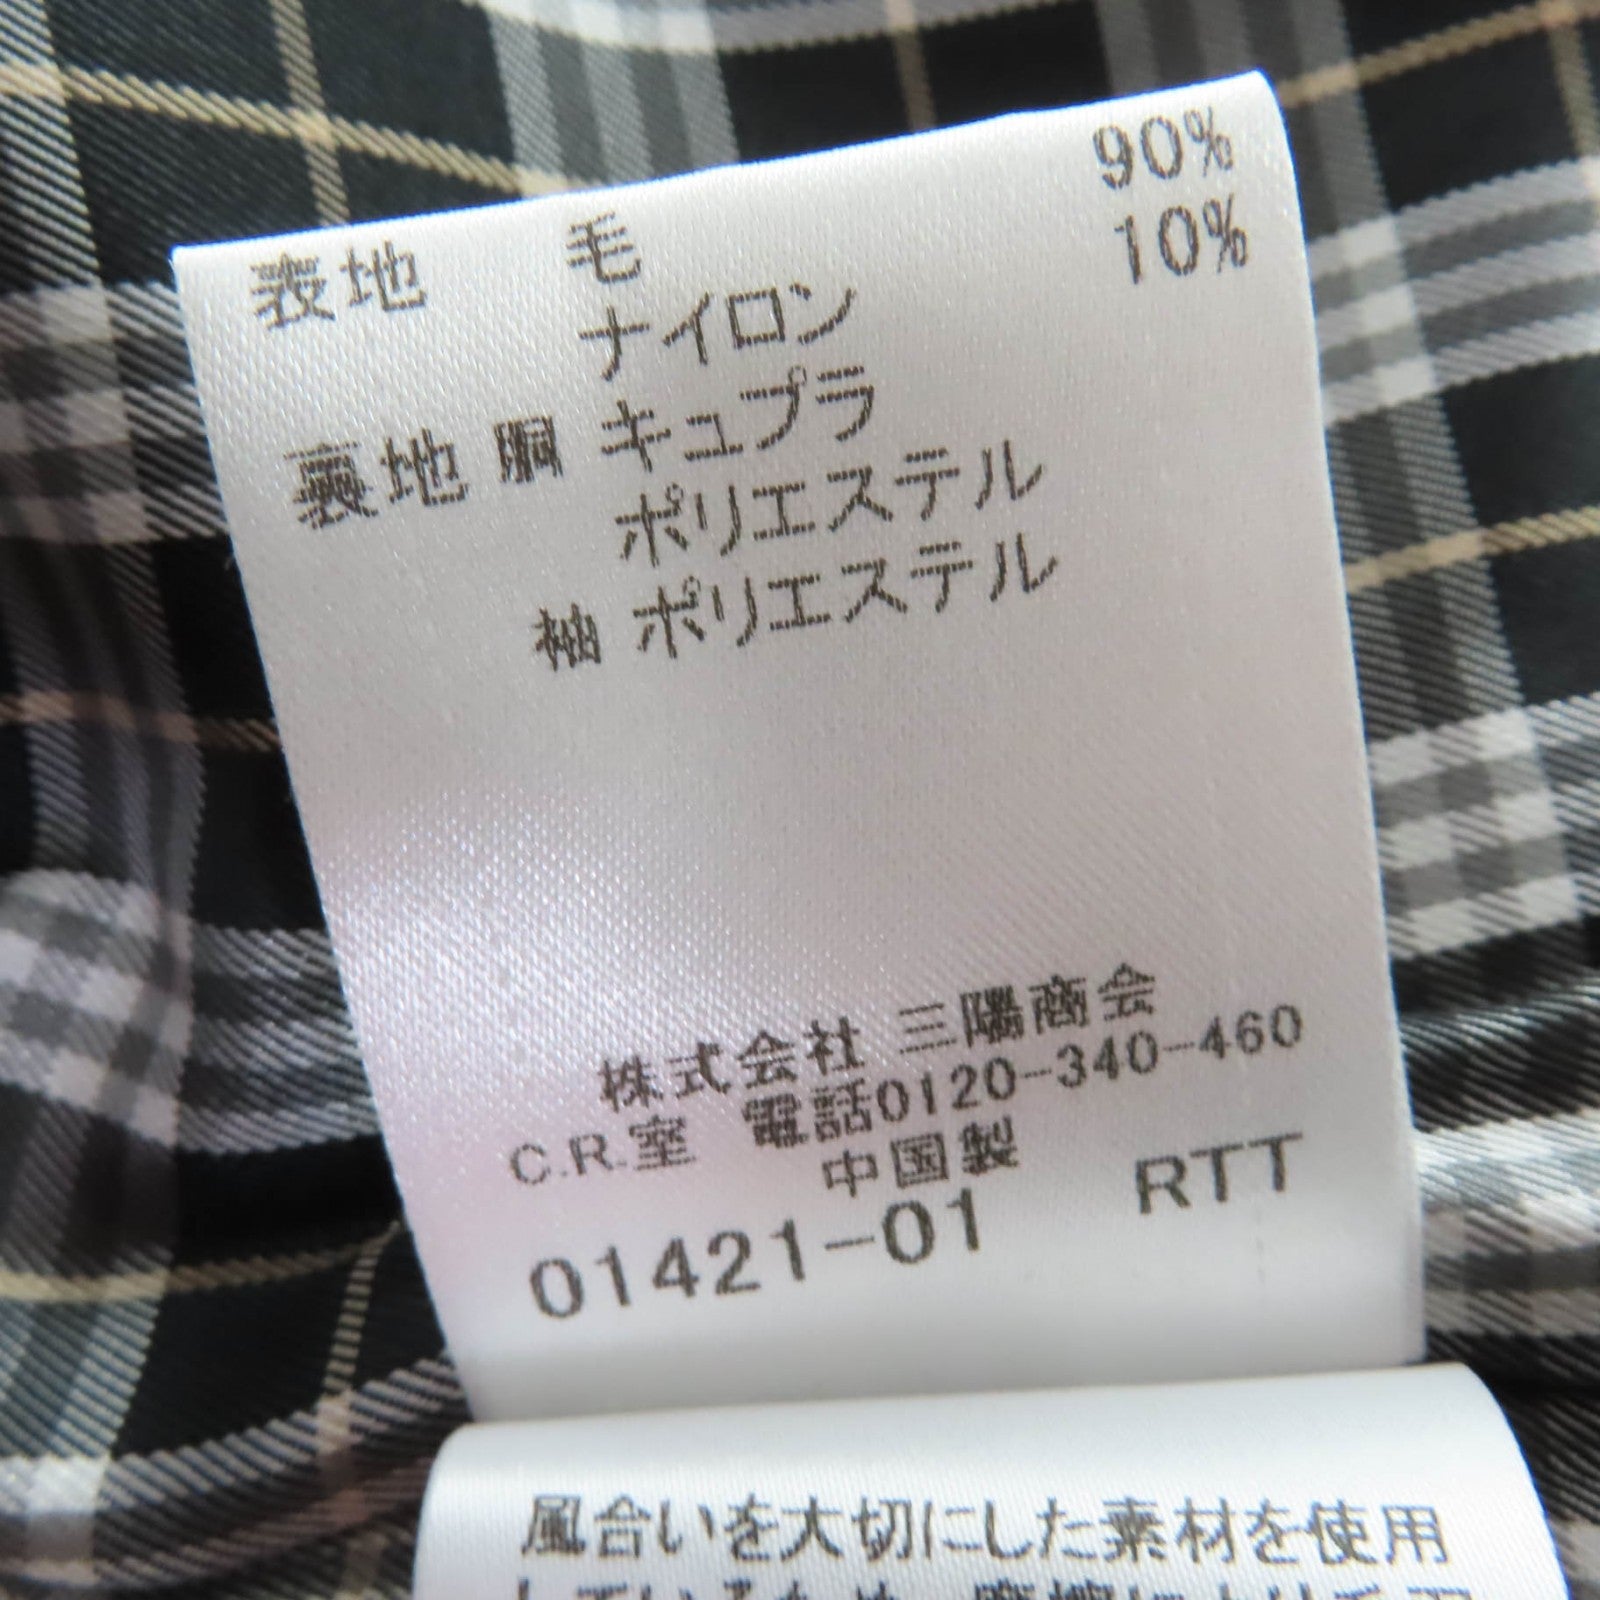 表地 毛 90%
ナイロン 10%
裏地 胴 キュプラ
ポリエステル
袖 ポリエステル
株式会社 三陽商会
C.R.室 電話0120-340-460
中国製
01421-01 RTT
風合いを大切にした素材を使用